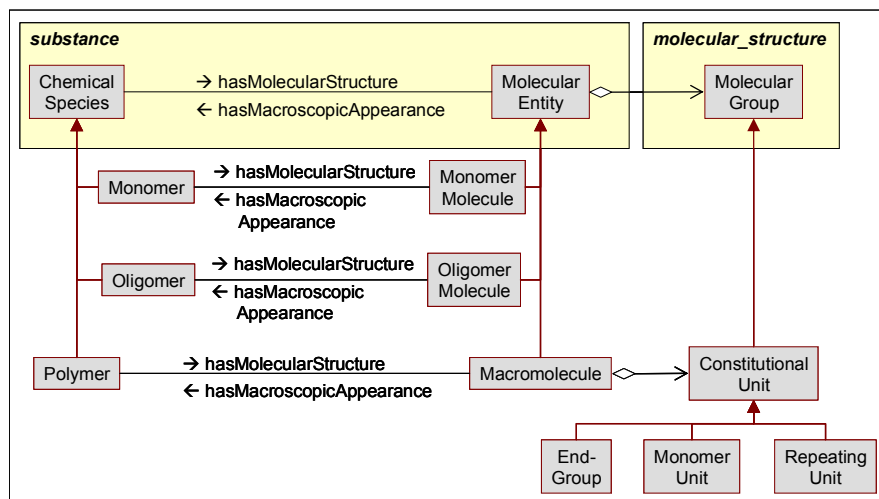 substance
molecular_structure
Chemical
Species
→ hasMolecularStructure
← hasMacroscopicAppearance
Molecular
Entity
Molecular
Group
Monomer
→ hasMolecularStructure
← hasMacroscopic
Appearance
Monomer
Molecule
Oligomer
→ hasMolecularStructure
← hasMacroscopic
Appearance
Oligomer
Molecule
Polymer
→ hasMolecularStructure
← hasMacroscopicAppearance
Macromolecule
Constitutional
Unit
End-
Group
Monomer
Unit
Repeating
Unit